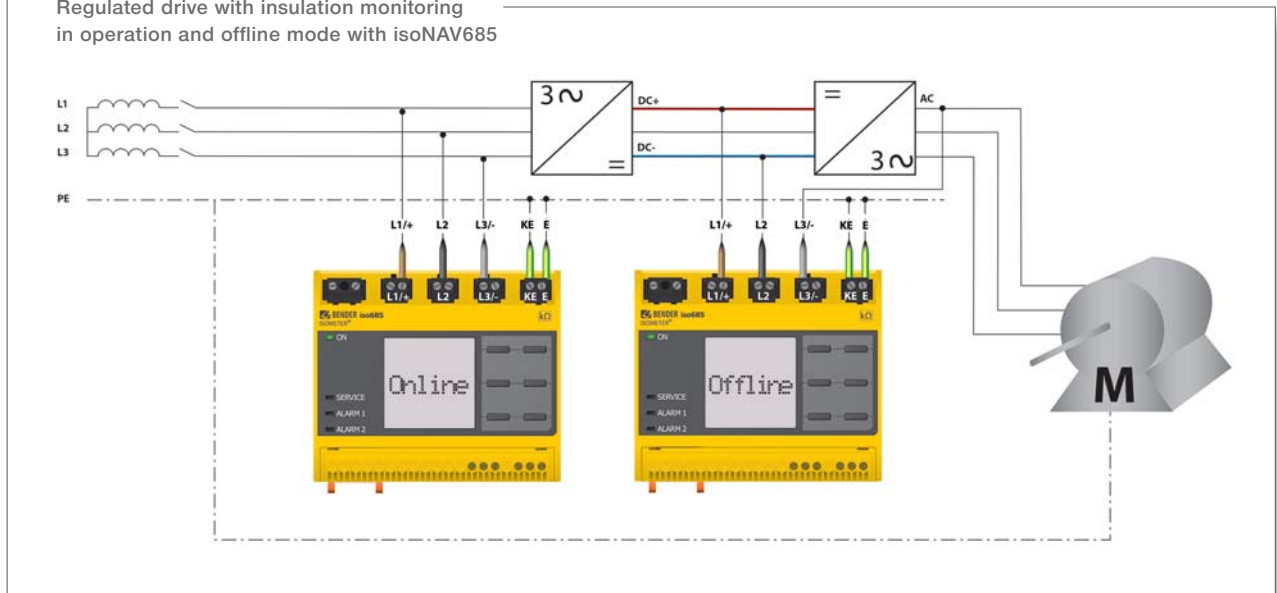 Regulated drive with insulation monitoring
in operation and offline mode with isoNAV685
L1
L2
L3
PE
3
=
DC+
DC-
=
3
AC
L1/+ L2 L3/- KE E
L1/+ L2 L3/- KE E
L1/+ L2 L3/- KE E
BENDER iso685
ISOMETER®
kΩ
ON
Online
SERVICE
ALARM 1
ALARM 2
L1/+ L2 L3/- KE E
BENDER iso685
ISOMETER®
kΩ
ON
Offline
SERVICE
ALARM 1
ALARM 2
M